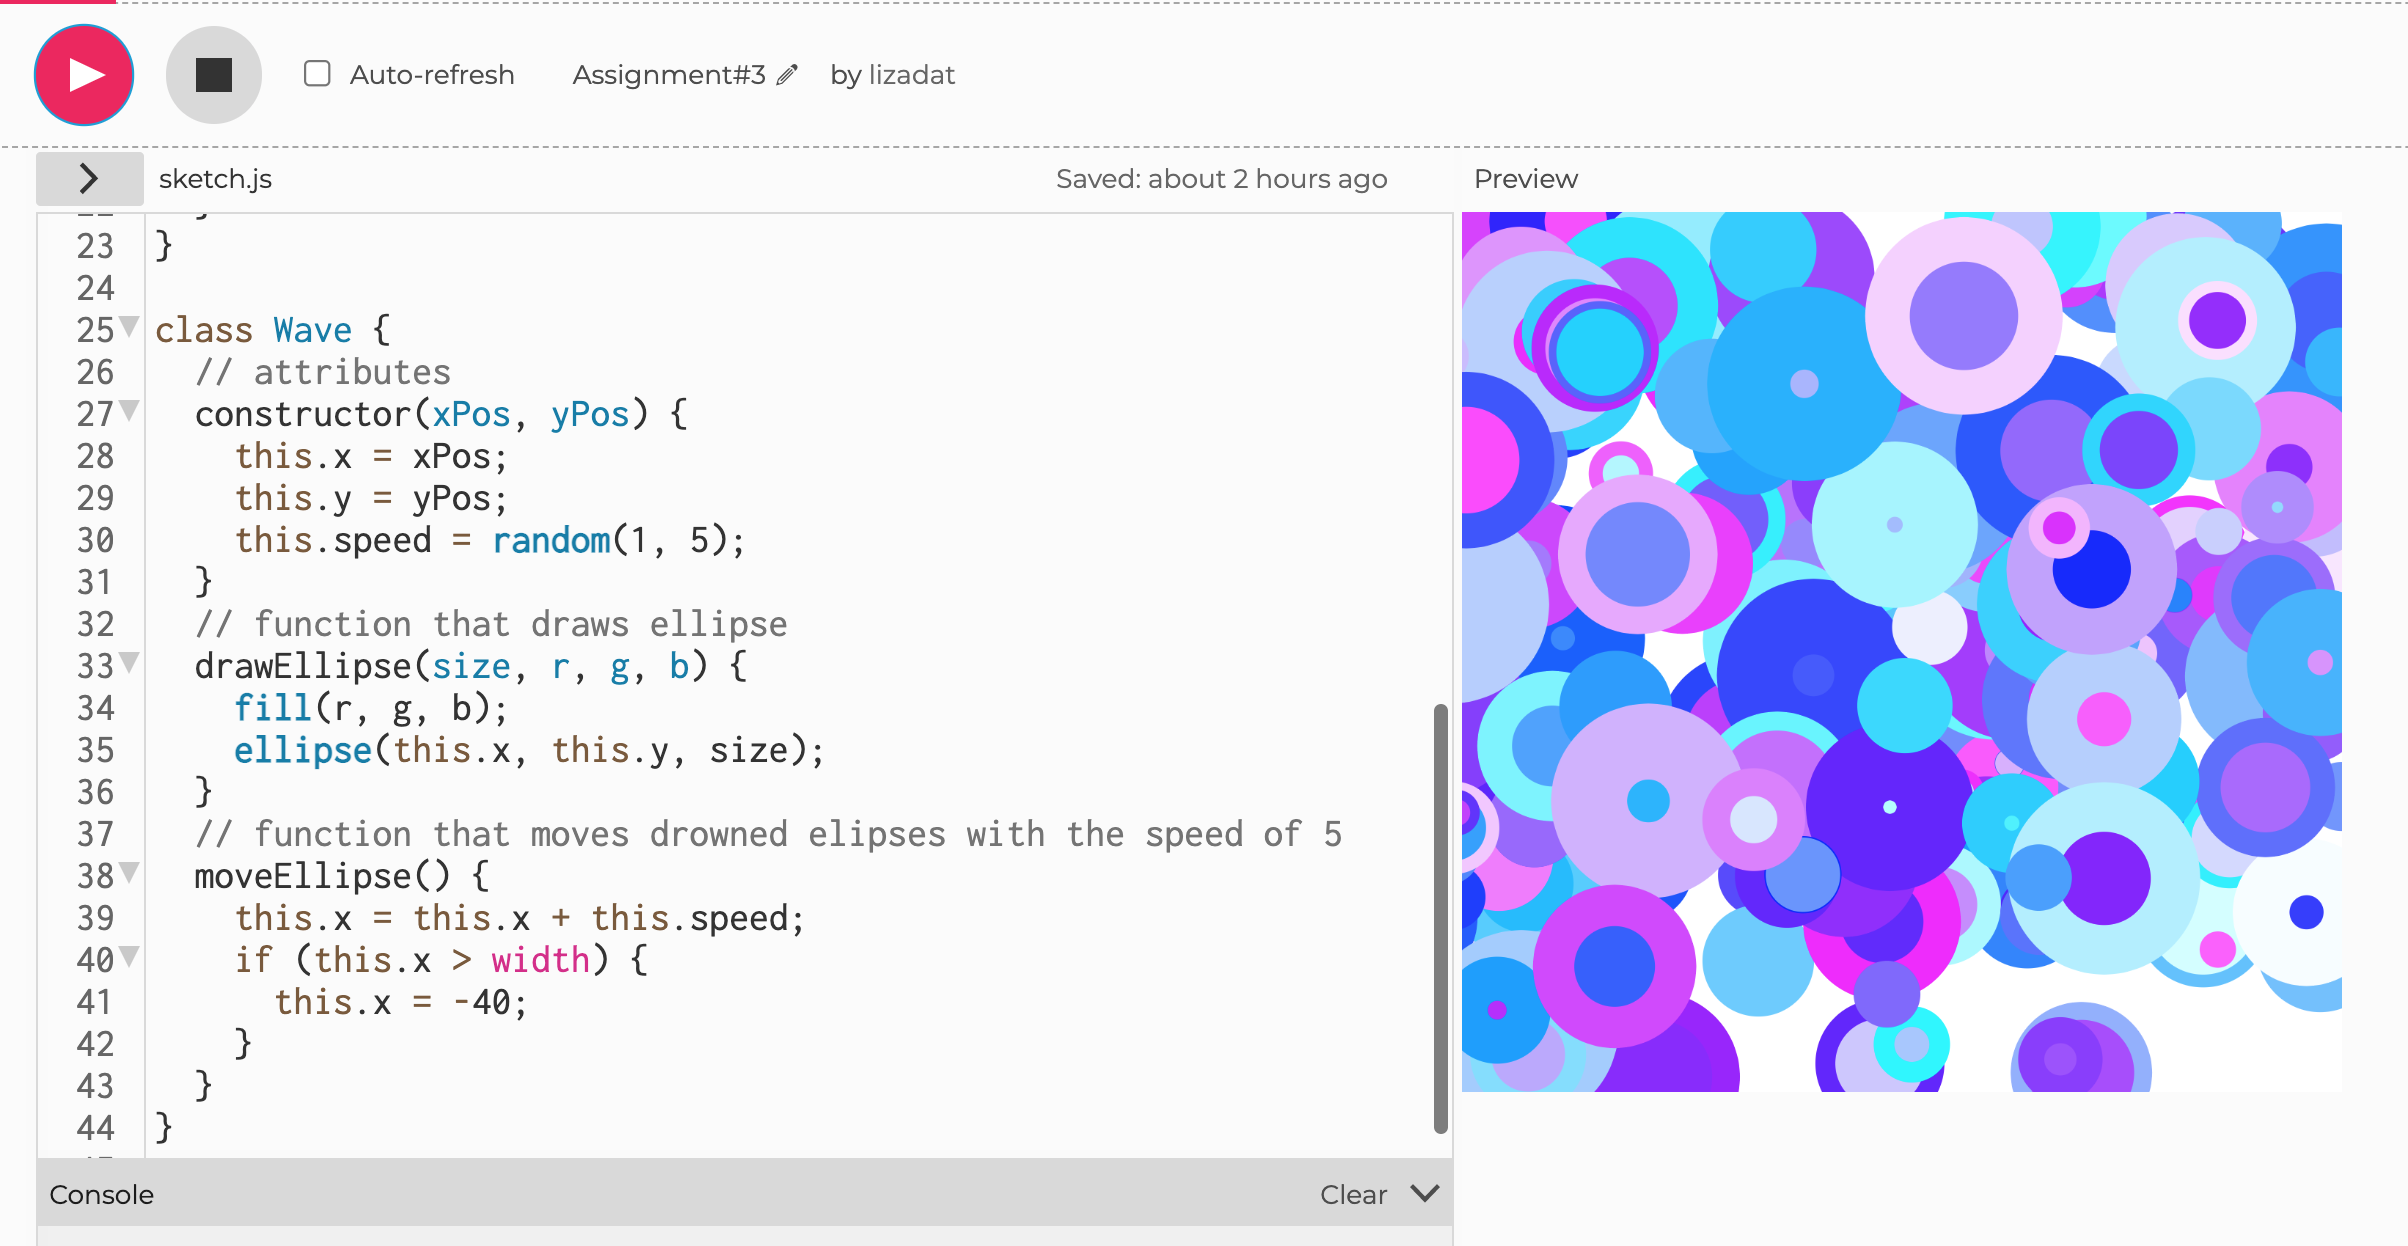 Auto-refresh Assignment#3 by lizadat
sketch.js Saved: about 2 hours ago Preview
23 }
24
25 class Wave {
26 // attributes
27 constructor(xPos, yPos) {
28 this.x = xPos;
29 this.y = yPos;
30 this.speed = random(1, 5);
31 }
32 // function that draws ellipse
33 drawEllipse(size, r, g, b) {
34 fill(r, g, b);
35 ellipse(this.x, this.y, size);
36 }
37 // function that moves drowned elipses with the speed of 5
38 moveEllipse() {
39 this.x = this.x + this.speed;
40 if (this.x > width) {
41 this.x = -40;
42 }
43 }
44 }
Console Clear